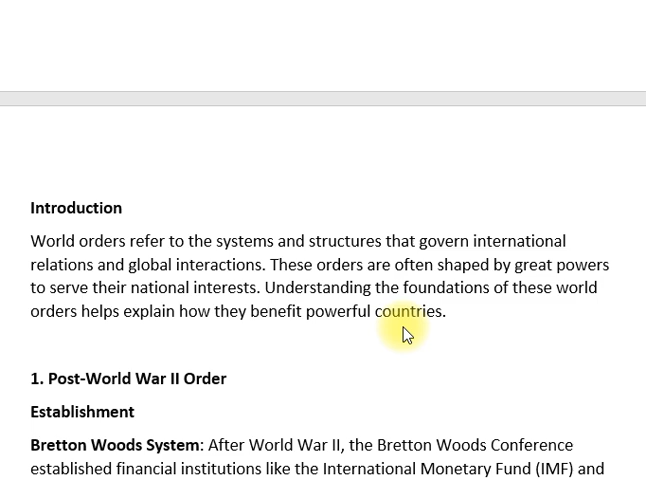 Introduction
World orders refer to the systems and structures that govern international
relations and global interactions. These orders are often shaped by great powers
to serve their national interests. Understanding the foundations of these world
orders helps explain how they benefit powerful countries.
1. Post-World War II Order
Establishment
Bretton Woods System: After World War II, the Bretton Woods Conference
established financial institutions like the International Monetary Fund (IMF) and